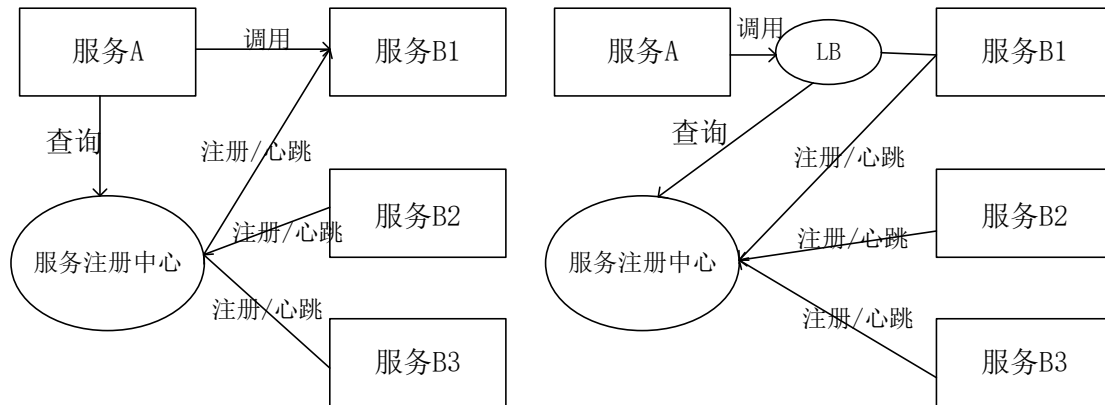 服务A
调用
服务B1
查询
注册/心跳
服务B2
注册/心跳
服务注册中心
注册/心跳
服务B3
服务A
调用
LB
服务B1
查询
注册/心跳
服务B2
注册/心跳
服务注册中心
注册/心跳
服务B3